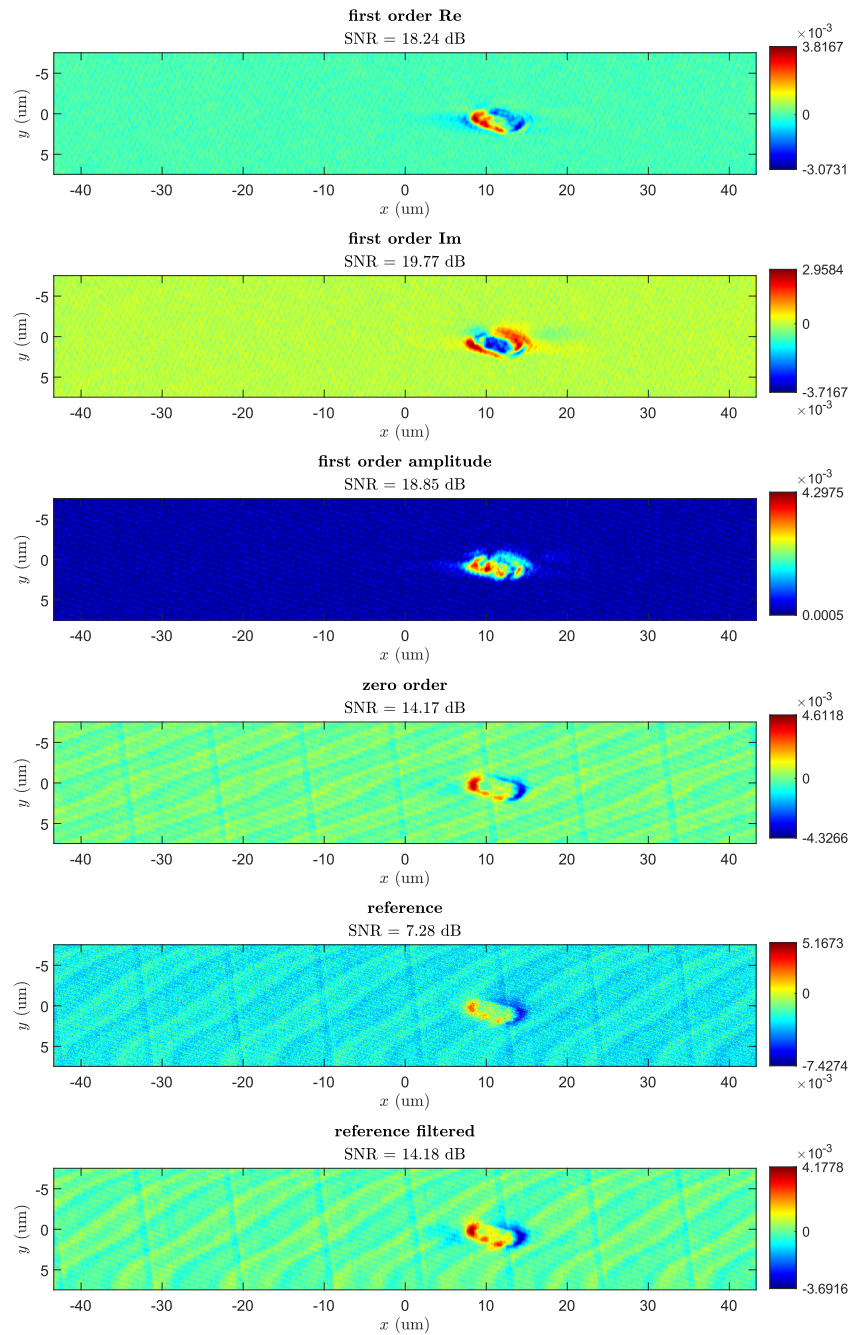 first order Re
SNR = 18.24 dB
×10⁻³
3.8167
0
-3.0731
-5
0
5
y (um)
-40 -30 -20 -10 0 10 20 30 40
x (um)
first order Im
SNR = 19.77 dB
2.9584
0
-3.7167
×10⁻³
-5
0
5
y (um)
-40 -30 -20 -10 0 10 20 30 40
x (um)
first order amplitude
SNR = 18.85 dB
×10⁻³
4.2975
0.0005
-5
0
5
y (um)
-40 -30 -20 -10 0 10 20 30 40
x (um)
zero order
SNR = 14.17 dB
×10⁻³
4.6118
0
-4.3266
-5
0
5
y (um)
-40 -30 -20 -10 0 10 20 30 40
x (um)
reference
SNR = 7.28 dB
5.1673
0
-7.4274
×10⁻³
-5
0
5
y (um)
-40 -30 -20 -10 0 10 20 30 40
x (um)
reference filtered
SNR = 14.18 dB
×10⁻³
4.1778
0
-3.6916
-5
0
5
y (um)
-40 -30 -20 -10 0 10 20 30 40
x (um)